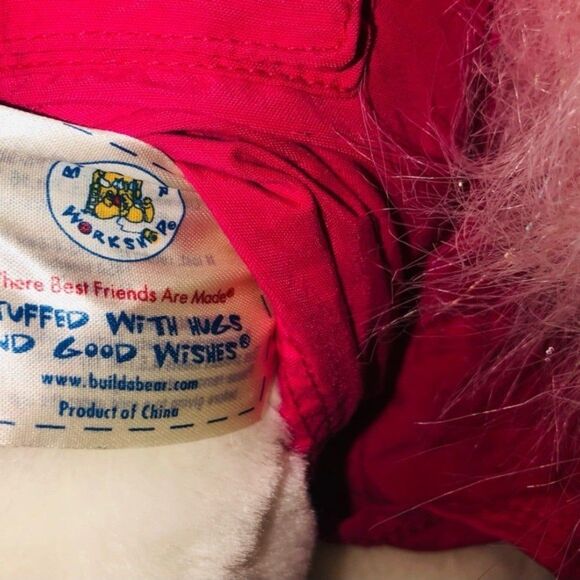 WORKSHOP
here Best Friends Are Made®
TUFFED WITH HUGS
ND GOOD WISHES®
www.buildabear.com
Product of China